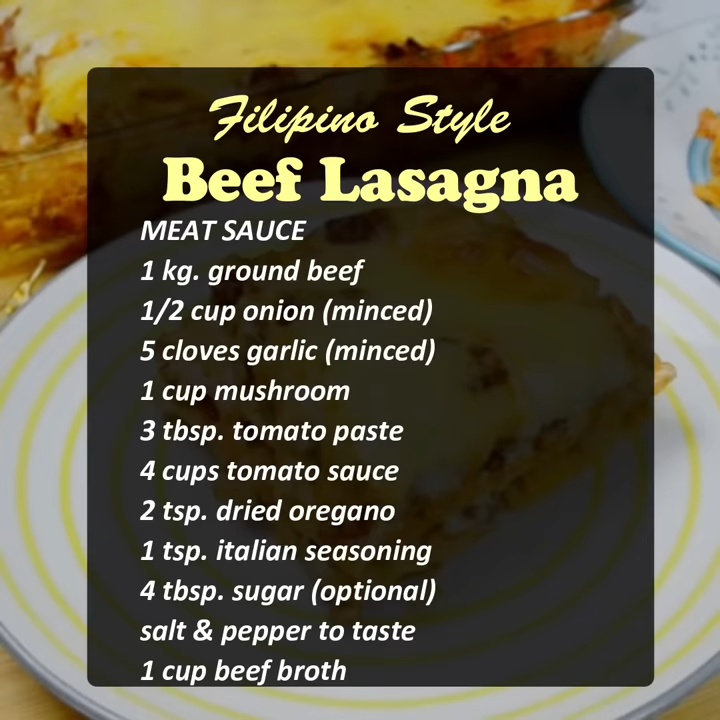 Filipino Style
Beef Lasagna
MEAT SAUCE
1 kg. ground beef
1/2 cup onion (minced)
5 cloves garlic (minced)
1 cup mushroom
3 tbsp. tomato paste
4 cups tomato sauce
2 tsp. dried oregano
1 tsp. italian seasoning
4 tbsp. sugar (optional)
salt & pepper to taste
1 cup beef broth